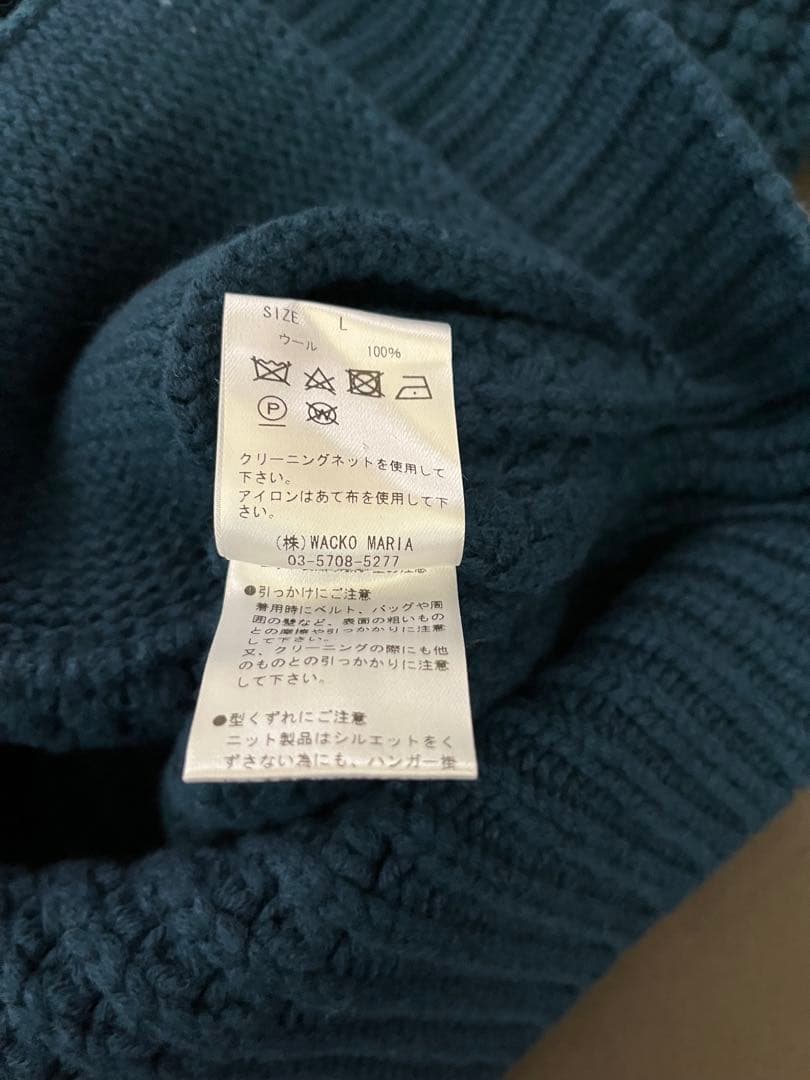 SIZE L
ウール 100%
P
W
クリーニングネットを使用して
下さい。
アイロンはあて布を使用して下
さい。
(株)WACKO MARIA
03-5708-5277
●引っかけにご注意
着用時にベルト、バッグや周
囲の壁など、表面の粗いもの
との摩擦や引っかかりに注意
して下さい。
又、クリーニングの際にも他
のものとの引っかかりに注意
して下さい。
●型くずれにご注意
ニット製品はシルエットをく
ずさない為にも、ハンガー掛